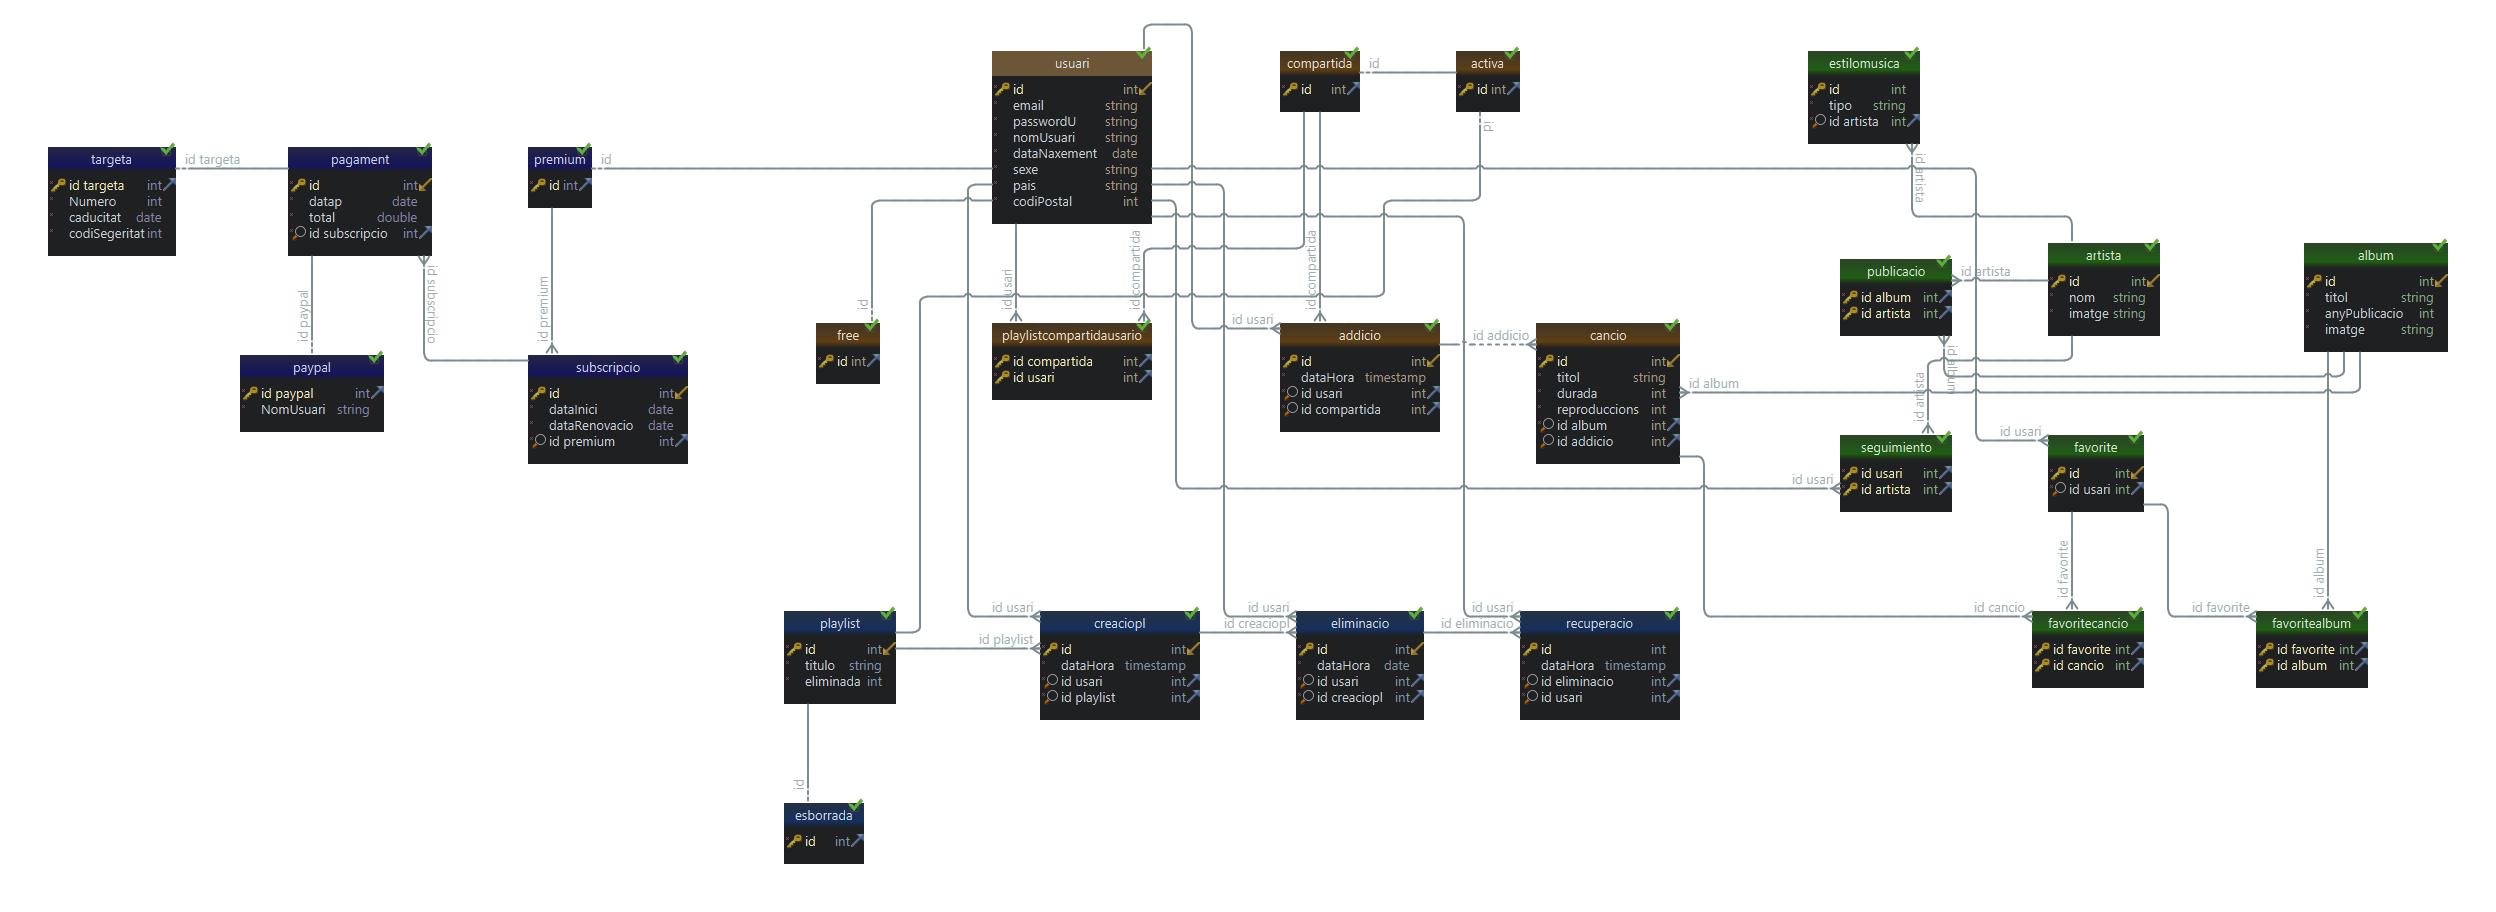 usuari
id int
email string
passwordU string
nomUsuari string
dataNaxement date
sexe string
pais string
codiPostal int
compartida
id int
id
activa
id int
id
estilomusica
id int
tipo string
id artista int
id artista
targeta
id targeta int
Numero int
caducitat date
codiSegeritat int
id targeta
pagament
id int
datap date
total double
id subscripcio int
premium
id int
id
id paypal
id subscripcio
id premium
paypal
id paypal int
NomUsuari string
subscripcio
id int
dataInici date
dataRenovacio date
id premium int
id
free
id int
id usari
id compartida
playlistcompartidausario
id compartida int
id usari int
id usari
id compartida
addicio
id int
dataHora timestamp
id usari int
id compartida int
id addicio
cancio
id int
titol string
durada int
reproduccions int
id album int
id addicio int
id album
publicacio
id album int
id artista int
id artista
artista
id int
nom string
imatge string
album
id int
titol string
anyPublicacio int
imatge string
id album
id artista
id usari
seguimiento
id usari int
id artista int
id usari
favorite
id int
id usari int
id favorite
id album
playlist
id int
titulo string
eliminada int
id usari
id playlist
creaciopl
id int
dataHora timestamp
id usari int
id playlist int
id usari
id creaciopl
eliminacio
id int
dataHora date
id usari int
id creaciopl int
id usari
id eliminacio
recuperacio
id int
dataHora timestamp
id eliminacio int
id usari int
id cancio
favoritecancio
id favorite int
id cancio int
id favorite
favoritealbum
id favorite int
id album int
id
esborrada
id int